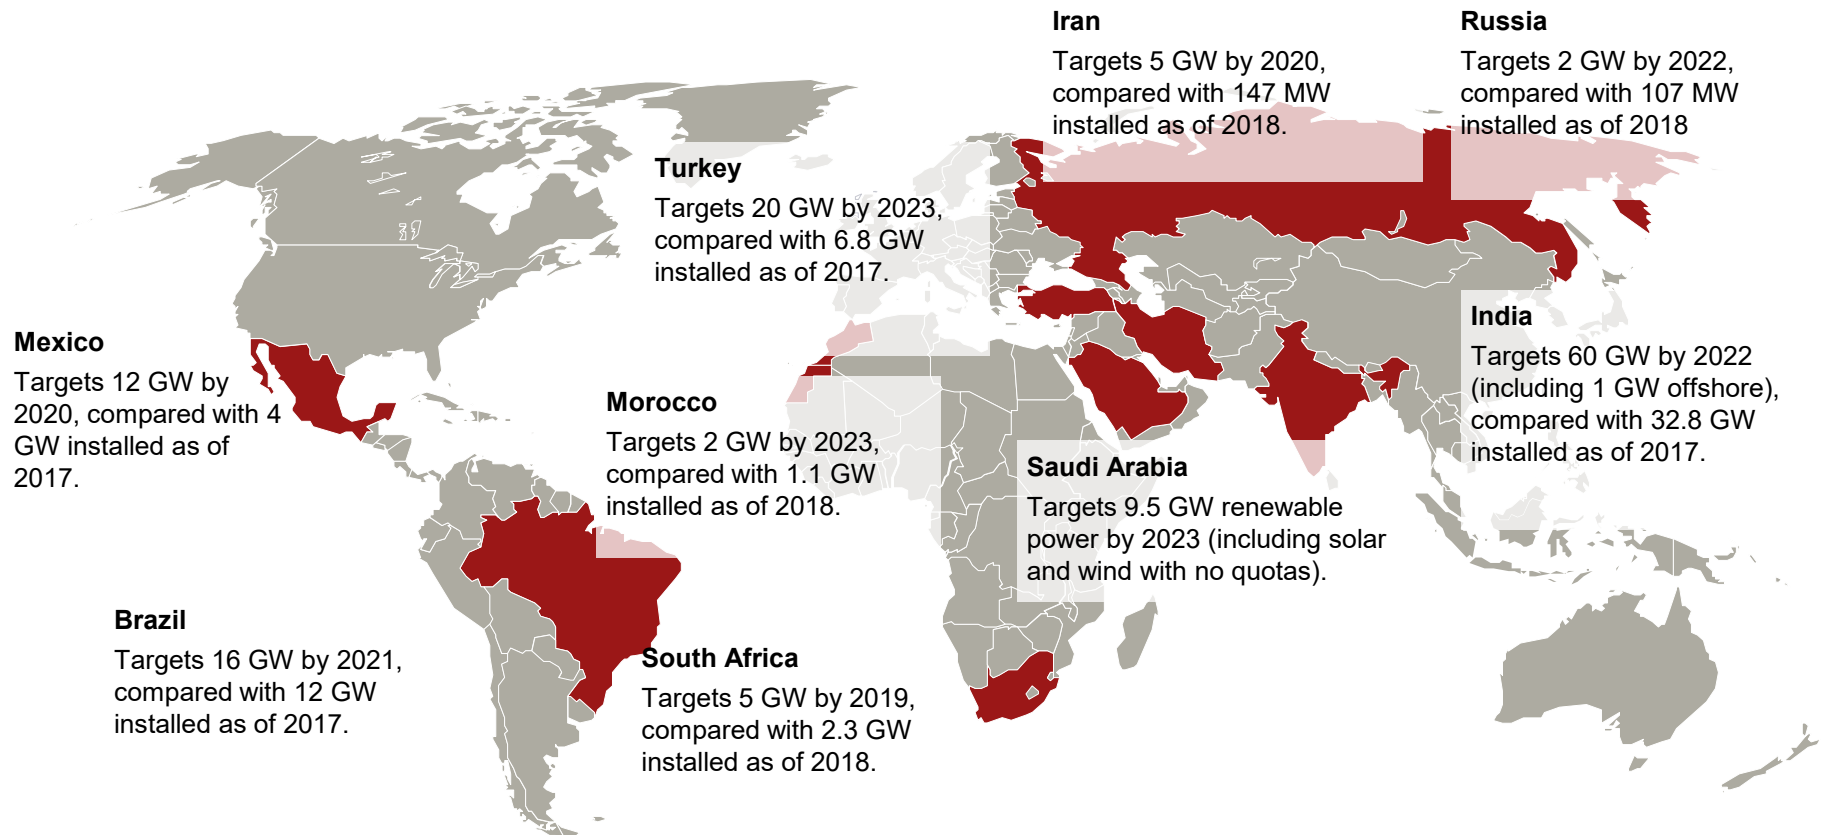 Iran
Targets 5 GW by 2020,
compared with 147 MW
installed as of 2018.
Russia
Targets 2 GW by 2022,
compared with 107 MW
installed as of 2018
Turkey
Targets 20 GW by 2023,
compared with 6.8 GW
installed as of 2017.
India
Targets 60 GW by 2022
(including 1 GW offshore),
compared with 32.8 GW
installed as of 2017.
Mexico
Targets 12 GW by
2020, compared with 4
GW installed as of
2017.
Morocco
Targets 2 GW by 2023,
compared with 1.1 GW
installed as of 2018.
Saudi Arabia
Targets 9.5 GW renewable
power by 2023 (including solar
and wind with no quotas).
Brazil
Targets 16 GW by 2021,
compared with 12 GW
installed as of 2017.
South Africa
Targets 5 GW by 2019,
compared with 2.3 GW
installed as of 2018.